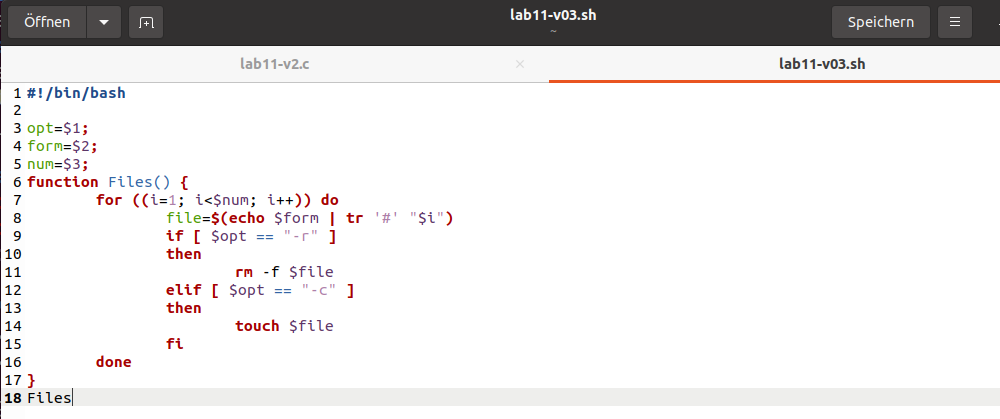 Öffnen
lab11-v03.sh
~
Speichern
lab11-v2.c
×
lab11-v03.sh
1 #!/bin/bash
2
3 opt=$1;
4 form=$2;
5 num=$3;
6 function Files() {
7         for ((i=1; i<$num; i++)) do
8                 file=$(echo $form | tr '#' "$i")
9                 if [ $opt == "-r" ]
10                 then
11                         rm -f $file
12                 elif [ $opt == "-c" ]
13                 then
14                         touch $file
15                 fi
16         done
17 }
18 Files